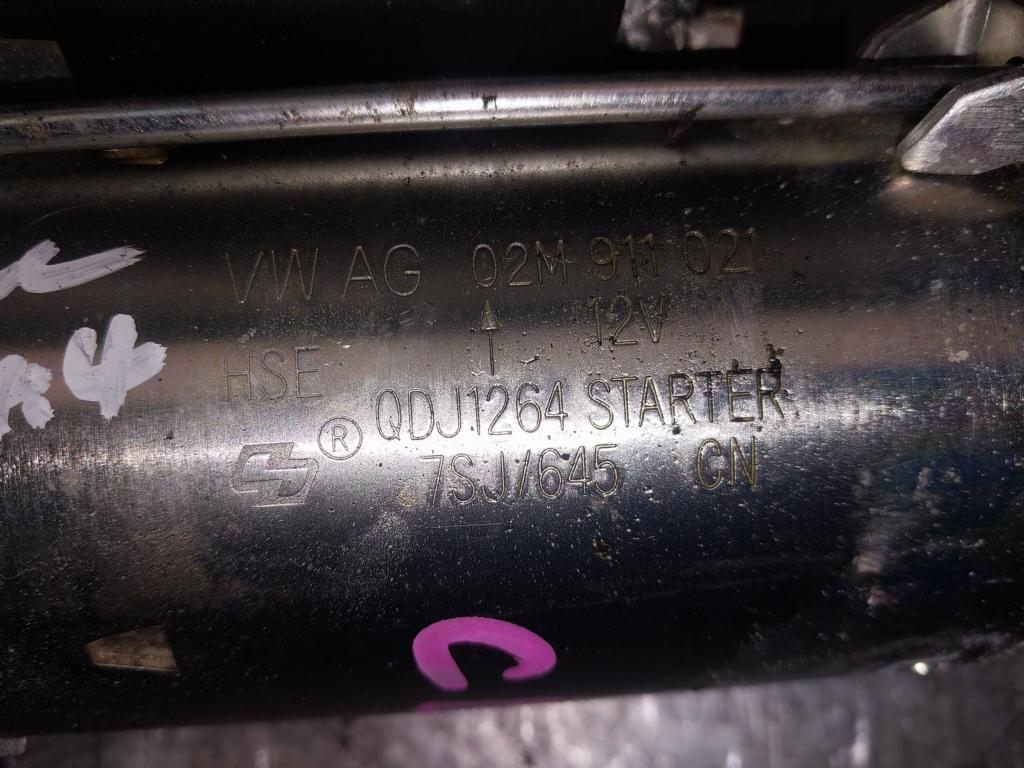 VW AG 02M 911 021
12V
HSE
QDJ1264 STARTER
®
7SJ/645 CN